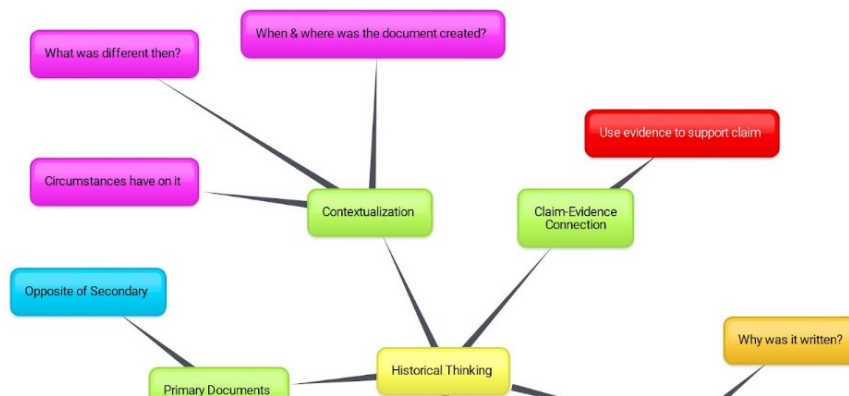 When & where was the document created?
What was different then?
Use evidence to support claim
Circumstances have on it
Contextualization
Claim-Evidence
Connection
Opposite of Secondary
Why was it written?
Historical Thinking
Primary Documents